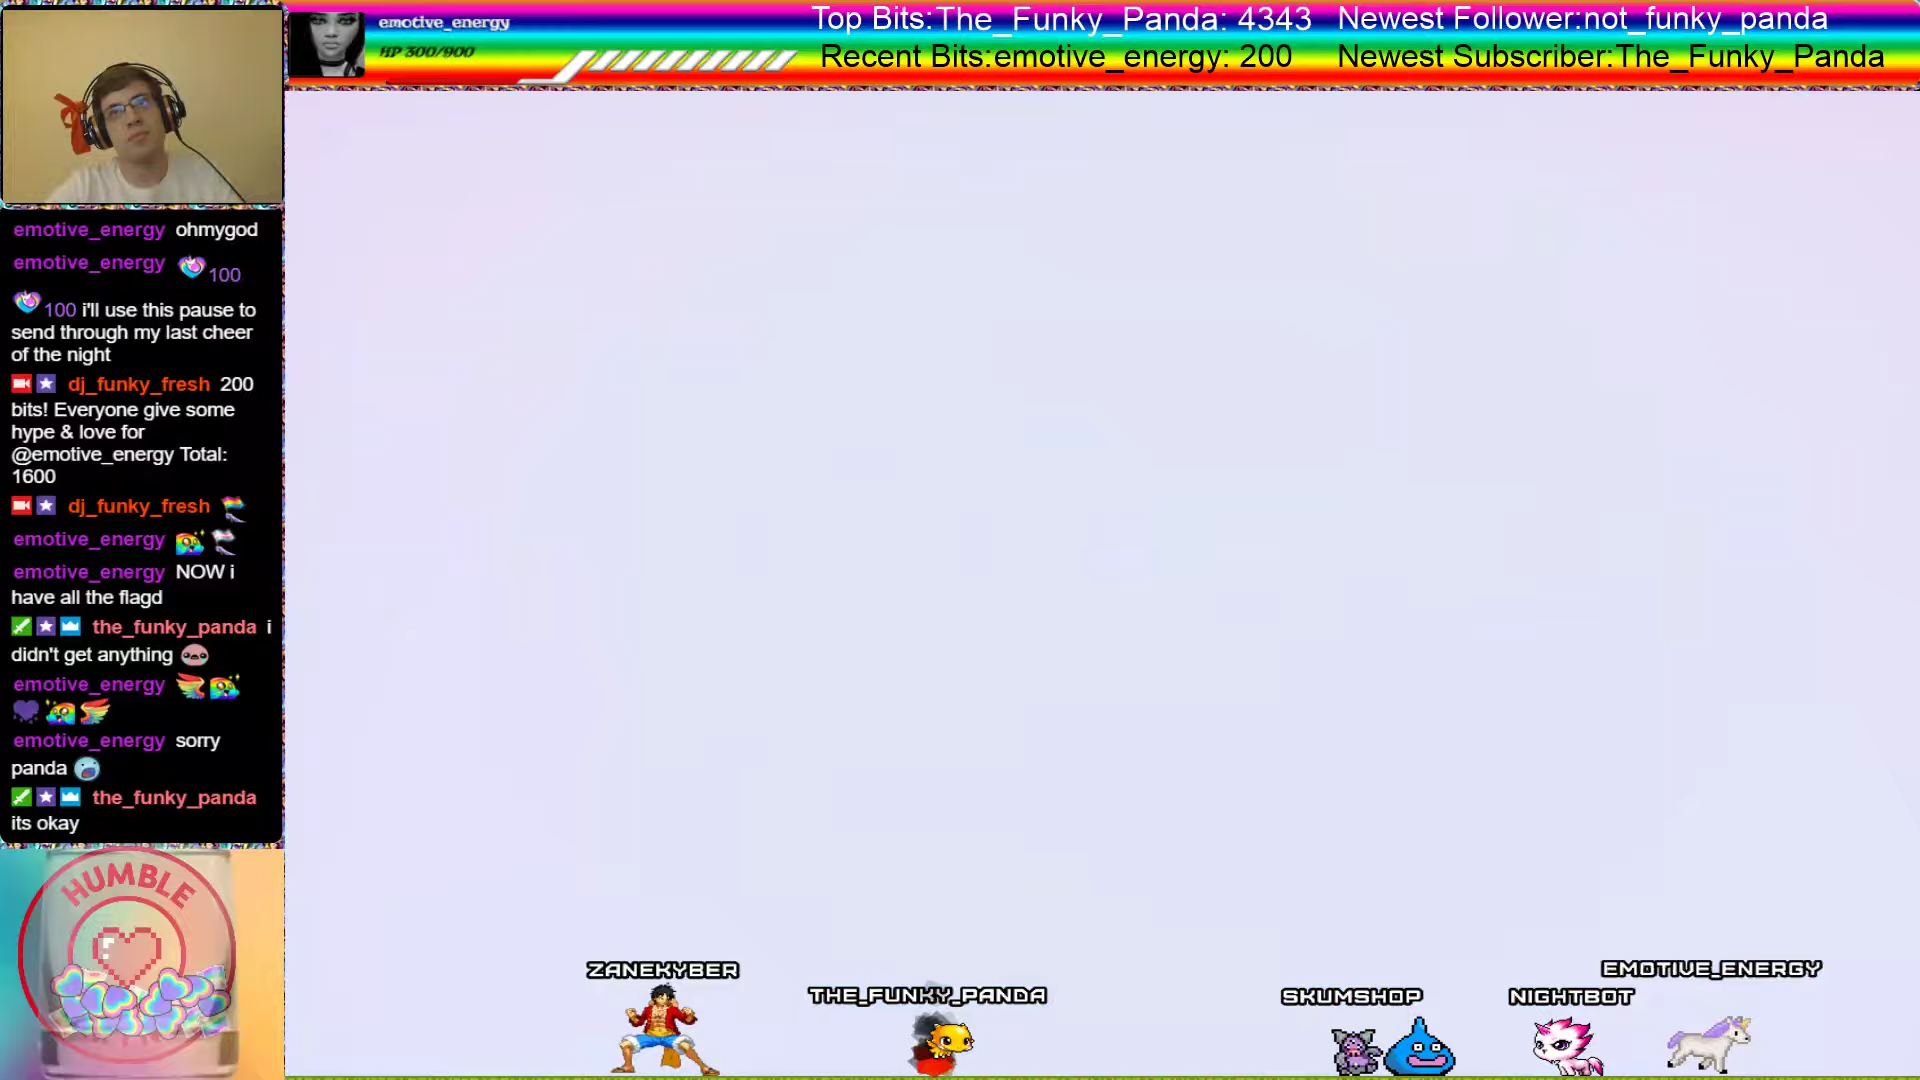 emotive_energy
HP 300/900
Top Bits:The_Funky_Panda: 4343 Newest Follower:not_funky_panda
Recent Bits:emotive_energy: 200 Newest Subscriber:The_Funky_Panda
emotive_energy ohmygod
emotive_energy 100
100 i'll use this pause to
send through my last cheer
of the night
dj_funky_fresh 200
bits! Everyone give some
hype & love for
@emotive_energy Total:
1600
dj_funky_fresh
emotive_energy
emotive_energy NOW i
have all the flagd
the_funky_panda i
didn't get anything
emotive_energy
emotive_energy sorry
panda
the_funky_panda
its okay
HUMBLE
ZANEKYBER
THE_FUNKY_PANDA
SKUMSHOP
NIGHTBOT
EMOTIVE_ENERGY